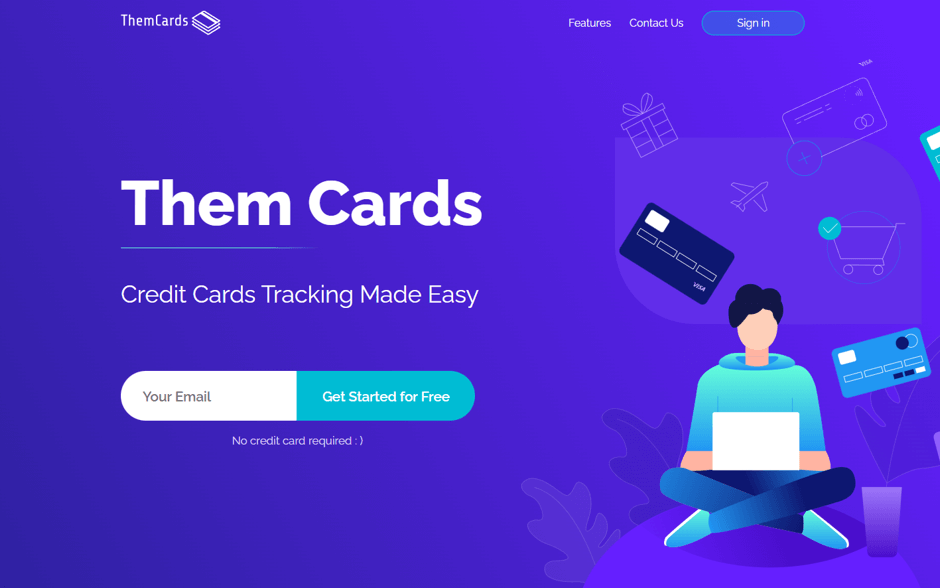 ThemCards
Features
Contact Us
Sign in
VISA
Them Cards
VISA
Credit Cards Tracking Made Easy
Your Email
Get Started for Free
No credit card required : )